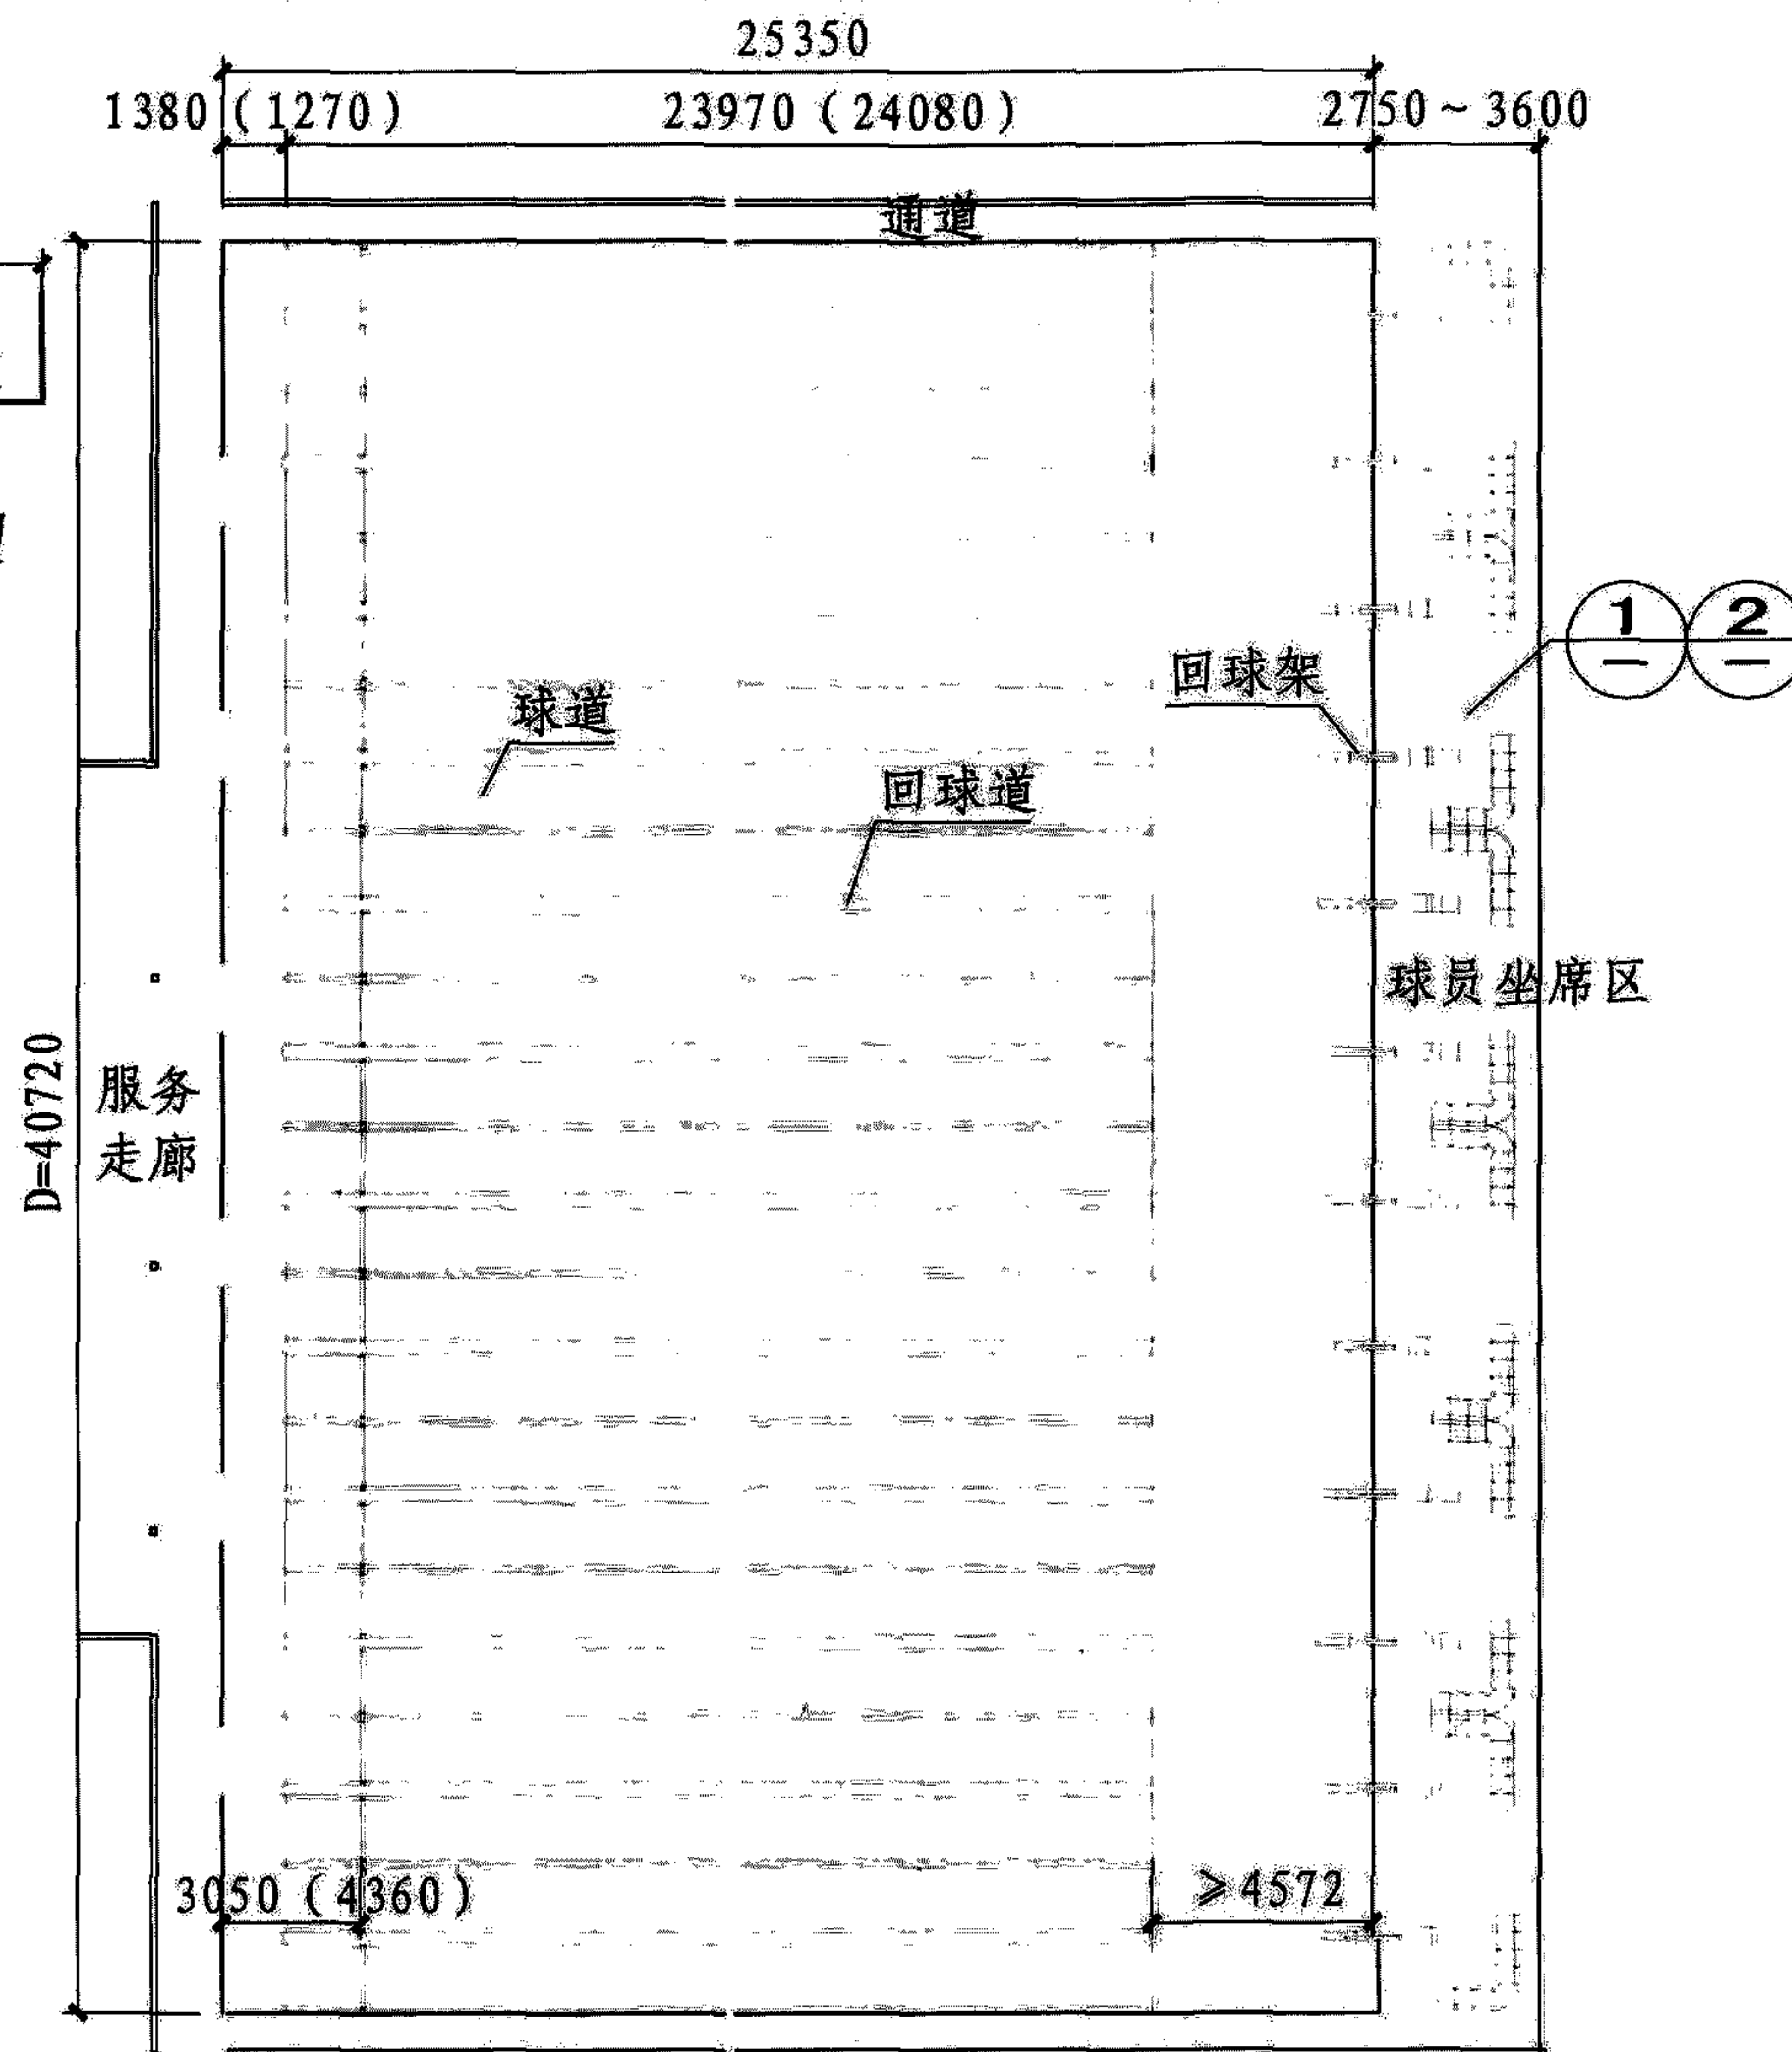 25350
1380(1270)
23970(24080)
2750~3600
通道
1
2
回球架
球道
回球道
球员坐席区
D=40720
服务
走廊
3050(4360)
≥4572